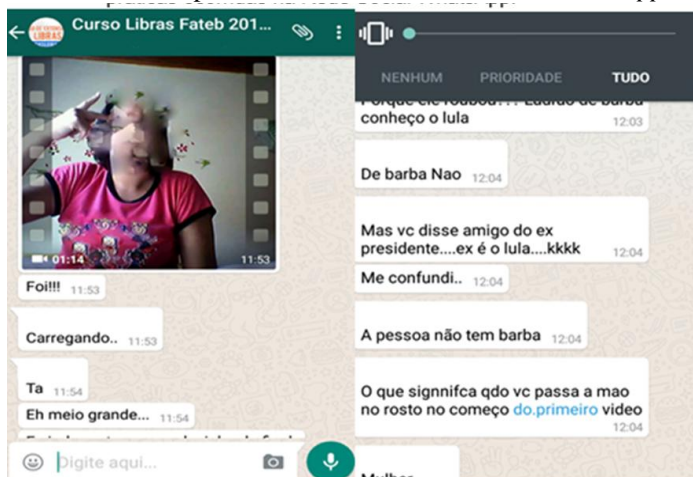 Curso Libras Fateb 201...
01:14
11:53
Foi!!! 11:53
Carregando.. 11:53
Ta 11:54
Eh meio grande... 11:54
Digite aqui...
NENHUM PRIORIDADE TUDO
conheço o lula 12:03
De barba Nao 12:04
Mas vc disse amigo do ex
presidente....ex é o lula....kkkk 12:04
Me confundi.. 12:04
A pessoa não tem barba 12:04
O que signnifca qdo vc passa a mao
no rosto no começo do.primeiro video
12:04
Mulher